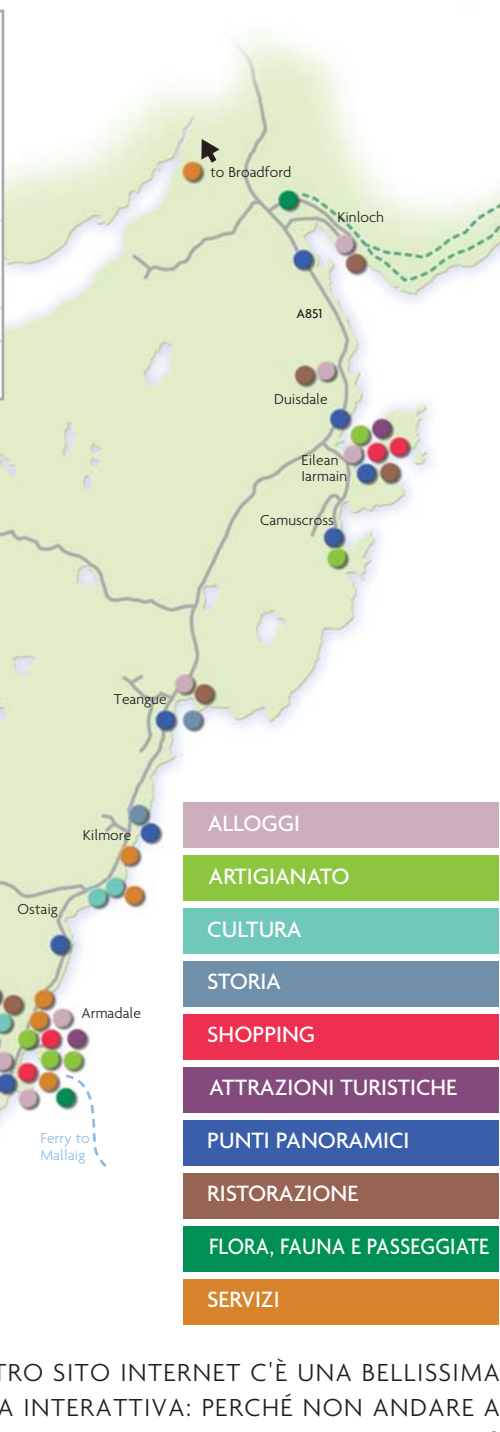 to Broadford
Kinloch
A851
Duisdale
Eilean
Iarmain
Camuscross
Teangue
Kilmore
Ostaig
Armadale
Ferry to
Mallaig
ALLOGGI
ARTIGIANATO
CULTURA
STORIA
SHOPPING
ATTRAZIONI TURISTICHE
PUNTI PANORAMICI
RISTORAZIONE
FLORA, FAUNA E PASSEGGIATE
SERVIZI
TRO SITO INTERNET C'È UNA BELLISSIMA
A INTERATTIVA: PERCHÉ NON ANDARE A